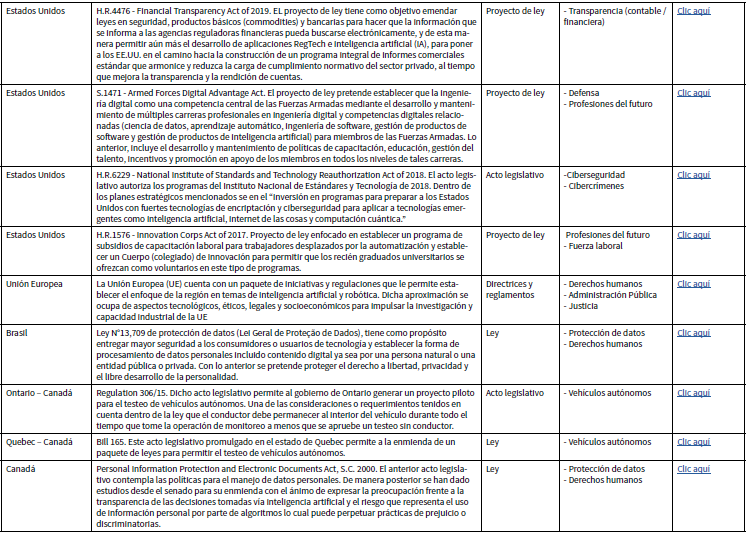 Estados Unidos
H.R.4476 - Financial Transparency Act of 2019. EL proyecto de ley tiene como objetivo emendar
leyes en seguridad, productos básicos (commodities) y bancarias para hacer que la información que
se informa a las agencias reguladoras financieras pueda buscarse electrónicamente, y de esta ma-
nera permitir aún más el desarrollo de aplicaciones RegTech e inteligencia artificial (IA), para poner
a los EE.UU. en el camino hacia la construcción de un programa integral de informes comerciales
estándar que armonice y reduzca la carga de cumplimiento normativo del sector privado, al tiempo
que mejora la transparencia y la rendición de cuentas.
Proyecto de ley
- Transparencia (contable /
financiera)
Clic aquí
Estados Unidos
S.1471 - Armed Forces Digital Advantage Act. El proyecto de ley pretende establecer que la ingenie-
ría digital como una competencia central de las Fuerzas Armadas mediante el desarrollo y manteni-
miento de múltiples carreras profesionales en ingeniería digital y competencias digitales relacio-
nadas (ciencia de datos, aprendizaje automático, ingeniería de software, gestión de productos de
software y gestión de productos de inteligencia artificial) para miembros de las Fuerzas Armadas. Lo
anterior, incluye el desarrollo y mantenimiento de políticas de capacitación, educación, gestión del
talento, incentivos y promoción en apoyo de los miembros en todos los niveles de tales carreras.
Proyecto de ley
- Defensa
- Profesiones del futuro
Clic aquí
Estados Unidos
H.R.6229 - National Institute of Standards and Technology Reauthorization Act of 2018. El acto legis-
lativo autoriza los programas del Instituto Nacional de Estándares y Tecnología de 2018. Dentro de
los planes estratégicos mencionados se en el "Inversión en programas para preparar a los Estados
Unidos con fuertes tecnologías de encriptación y ciberseguridad para aplicar a tecnologías emer-
gentes como inteligencia artificial, internet de las cosas y computación cuántica."
Acto legislativo
-Ciberseguridad
- Cibercrímenes
Clic aquí
Estados Unidos
H.R.1576 - Innovation Corps Act of 2017. Proyecto de ley enfocado en establecer un programa de
subsidios de capacitación laboral para trabajadores desplazados por la automatización y estable-
cer un Cuerpo (colegiado) de Innovación para permitir que los recién graduados universitarios se
ofrezcan como voluntarios en este tipo de programas.
Proyecto de ley
Profesiones del futuro
- Fuerza laboral
Clic aquí
Unión Europea
La Unión Europea (UE) cuenta con un paquete de iniciativas y regulaciones que le permite esta-
blecer el enfoque de la región en temas de inteligencia artificial y robótica. Dicha aproximación se
ocupa de aspectos tecnológicos, éticos, legales y socioeconómicos para impulsar la investigación y
capacidad industrial de la UE
Directrices y
reglamentos
- Derechos humanos
- Administración Pública
- Justicia
Clic aquí
Brasil
Ley N°13,709 de protección de datos (Lei Geral de Proteção de Dados), tiene como propósito
entregar mayor seguridad a los consumidores o usuarios de tecnología y establecer la forma de
procesamiento de datos personales incluido contenido digital ya sea por una persona natural o una
entidad pública o privada. Con lo anterior se pretende proteger el derecho a libertad, privacidad y
el libre desarrollo de la personalidad.
Ley
- Protección de datos
- Derechos humanos
Clic aquí
Ontario – Canadá
Regulation 306/15. Dicho acto legislativo permite al gobierno de Ontario generar un proyecto piloto
para el testeo de vehículos autónomos. Una de las consideraciones o requerimientos tenidos en
cuenta dentro de la ley que el conductor debe permanecer al interior del vehículo durante todo el
tiempo que tome la operación de monitoreo a menos que se apruebe un testeo sin conductor.
Acto legislativo
- Vehículos autónomos
Clic aquí
Quebec – Canadá
Bill 165. Este acto legislativo promulgado en el estado de Quebec permite a la enmienda de un
paquete de leyes para permitir el testeo de vehículos autónomos.
Ley
- Vehículos autónomos
Clic aquí
Canadá
Personal Information Protection and Electronic Documents Act, S.C. 2000. El anterior acto legisla-
tivo contempla las políticas para el manejo de datos personales. De manera posterior se han dado
estudios desde el senado para su enmienda con el ánimo de expresar la preocupación frente a la
transparencia de las decisiones tomadas vía inteligencia artificial y el riesgo que representa el uso
de información personal por parte de algoritmos lo cual puede perpetuar prácticas de prejuicio o
discriminatorias.
Ley
- Protección de datos
- Derechos humanos
Clic aquí